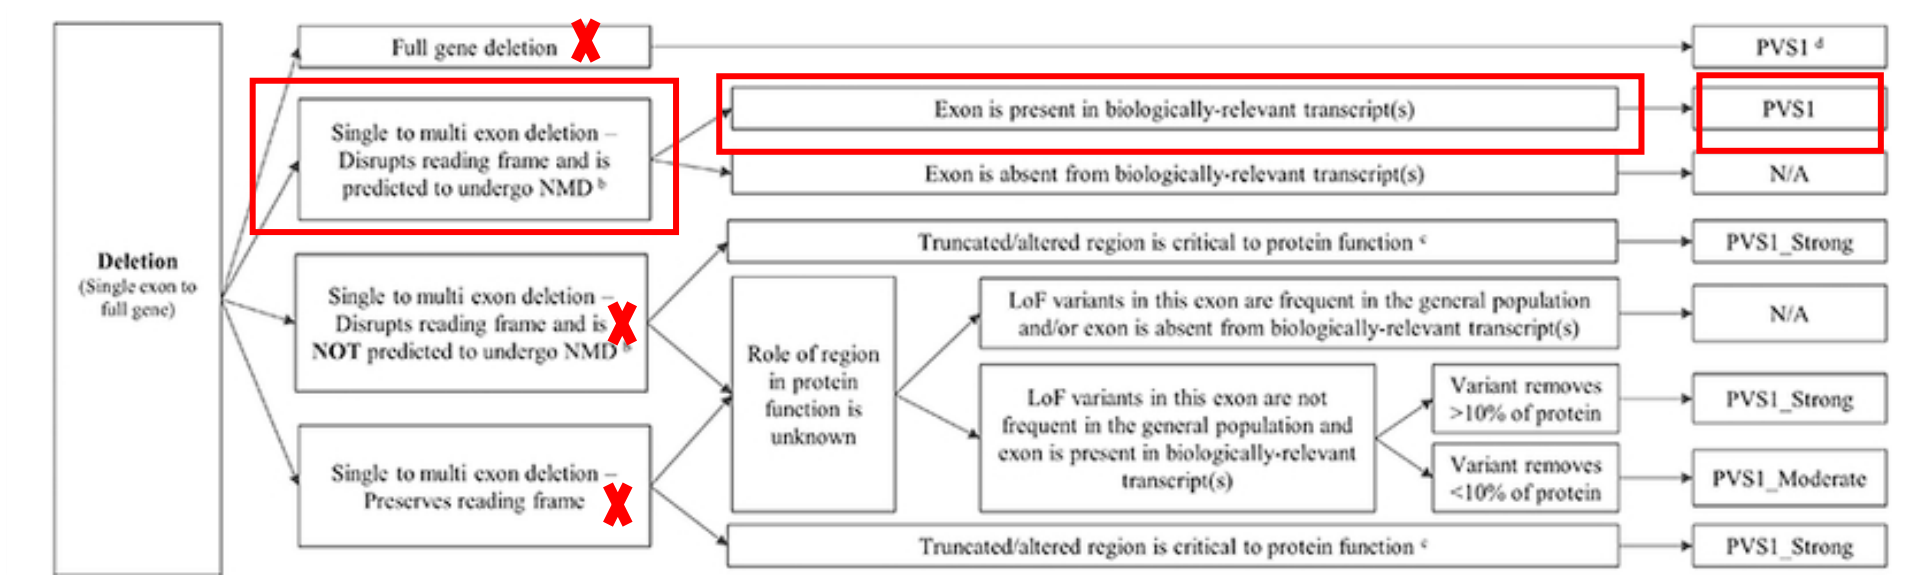 Deletion
(Single exon to
full gene)
Full gene deletion
PVS1 d
Single to multi exon deletion –
Disrupts reading frame and is
predicted to undergo NMD b
Exon is present in biologically-relevant transcript(s)
PVS1
Exon is absent from biologically-relevant transcript(s)
N/A
Single to multi exon deletion –
Disrupts reading frame and is
NOT predicted to undergo NMD b
Truncated/altered region is critical to protein function c
PVS1_Strong
Role of region
in protein
function is
unknown
LoF variants in this exon are frequent in the general population
and/or exon is absent from biologically-relevant transcript(s)
N/A
LoF variants in this exon are not
frequent in the general population and
exon is present in biologically-relevant
transcript(s)
Variant removes
>10% of protein
PVS1_Strong
Variant removes
<10% of protein
PVS1_Moderate
Single to multi exon deletion –
Preserves reading frame
Truncated/altered region is critical to protein function c
PVS1_Strong